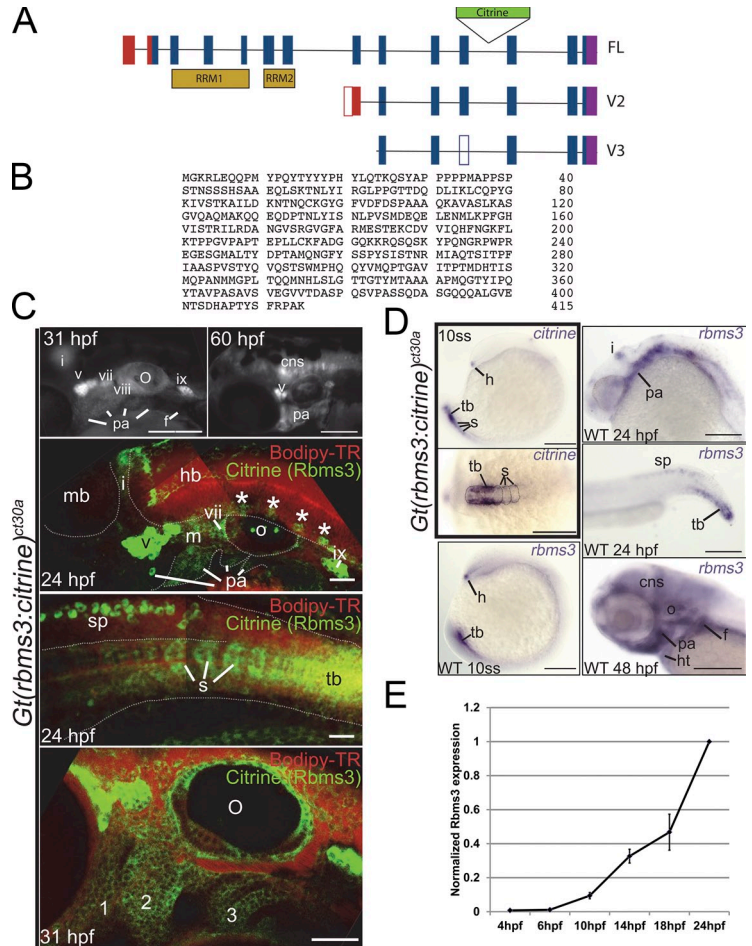 A
Citrine
FL
RRM1 RRM2
V2
V3
B
MGKRLEQQPM YPQYTYYYPH YLQTKQSYAP PPPPMAPPSP 40
STNSSSHSAA EQLSKTNLYI RGLPPGTTDQ DLIKLCQPYG 80
KIVSTKAILD KNTNQCKGYG FVDFDSPAAA QKAVASLKAS 120
GVQAQMAKQQ EQDPTNLYIS NLPVSMDEQE LENMLKPFGH 160
VISTRILRDA NGVSRGVGFA RMESTEKCDV VIQHFNGKFL 200
KTPPGVPAPT EPLLCKFADG GQKKRQSQSK YPQNGRPWPR 240
EGESGMALTY DPTAMQNGFY SSPYSISTNR MIAQTSITPF 280
IAASPVSTYQ VQSTSWMPHQ QYVMQPTGAV ITPTMDHTIS 320
MQPANMMGPL TQQMNHLSLG TTGTYMTAAA APMQGTYIPQ 360
YTAVPASAVS VEGVVTDASP QSVPASSQDA SGQQQALGVE 400
NTSDHAPTYS FRPAK 415
C
Gt(rbms3:citrine)ct30a
31 hpf
i
v
vii
viii
O
ix
pa
f
60 hpf
cns
v
pa
Bodipy-TR
Citrine (Rbms3)
mb
i
hb
* * * *
vii
v
m
o
ix
pa
24 hpf
Bodipy-TR
Citrine (Rbms3)
sp
s
tb
24 hpf
Bodipy-TR
Citrine (Rbms3)
O
1
2
3
31 hpf
D
Gt(rbms3:citrine)ct30a
10ss
citrine
h
tb
s
citrine
tb
s
rbms3
h
tb
WT 10ss
rbms3
i
pa
WT 24 hpf
rbms3
sp
tb
WT 24 hpf
rbms3
cns
o
f
pa
ht
WT 48 hpf
E
Normalized Rbms3 expression
1.2
1
0.8
0.6
0.4
0.2
0
4hpf 6hpf 10hpf 14hpf 18hpf 24hpf